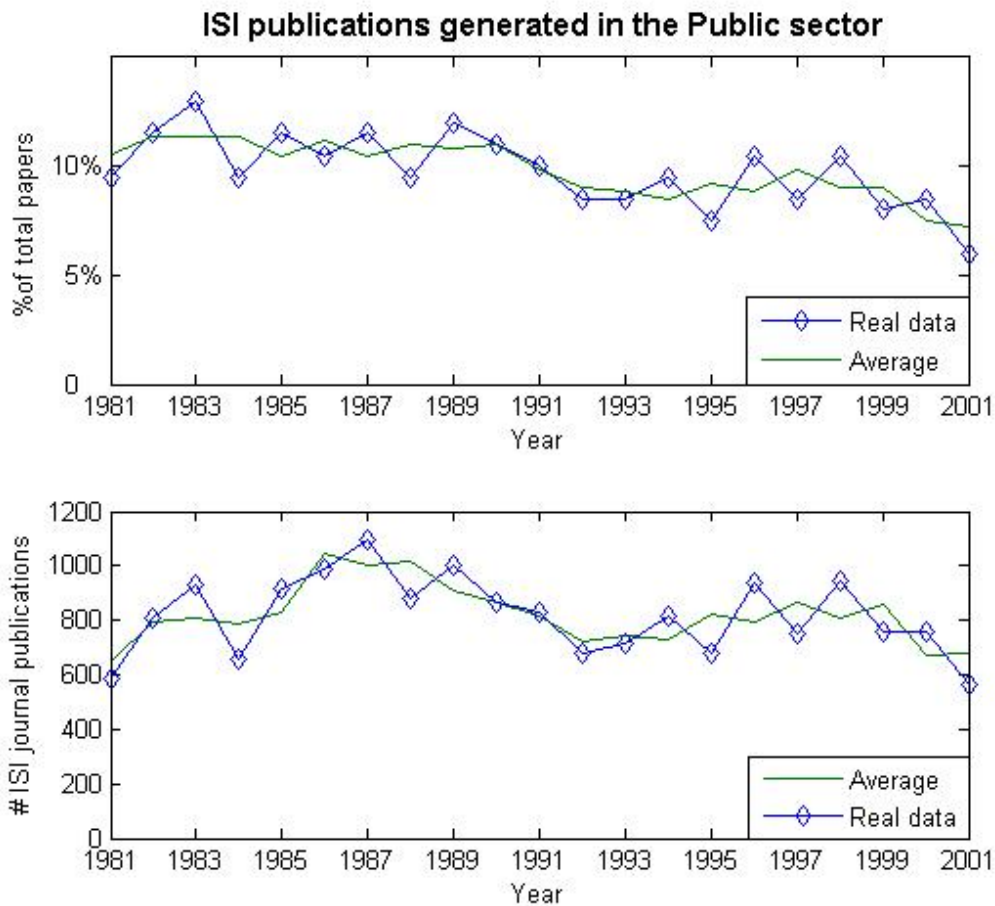 ISI publications generated in the Public sector
%of total papers
10%
5%
0
Real data
Average
1981 1983 1985 1987 1989 1991 1993 1995 1997 1999 2001
Year
# ISI journal publications
1200
1000
800
600
400
200
0
Average
Real data
1981 1983 1985 1987 1989 1991 1993 1995 1997 1999 2001
Year